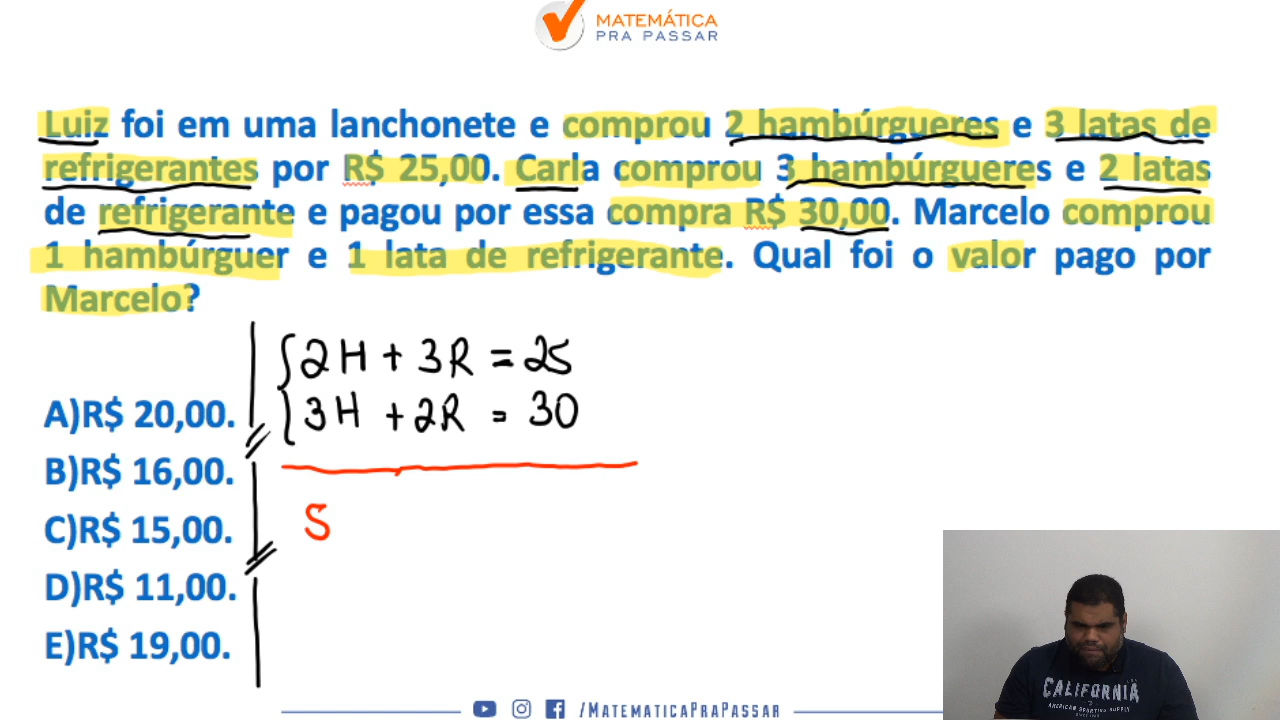 MATEMÁTICA
PRA PASSAR
Luiz foi em uma lanchonete e comprou 2 hambúrgueres e 3 latas de
refrigerantes por R$ 25,00. Carla comprou 3 hambúrgueres e 2 latas
de refrigerante e pagou por essa compra R$ 30,00. Marcelo comprou
1 hambúrguer e 1 lata de refrigerante. Qual foi o valor pago por
Marcelo?
2H + 3R = 25
3H + 2R = 30
5
A)R$ 20,00.
B)R$ 16,00.
C)R$ 15,00.
D)R$ 11,00.
E)R$ 19,00.
CALIFORNIA
/MATEMATICAPRAPASSAR